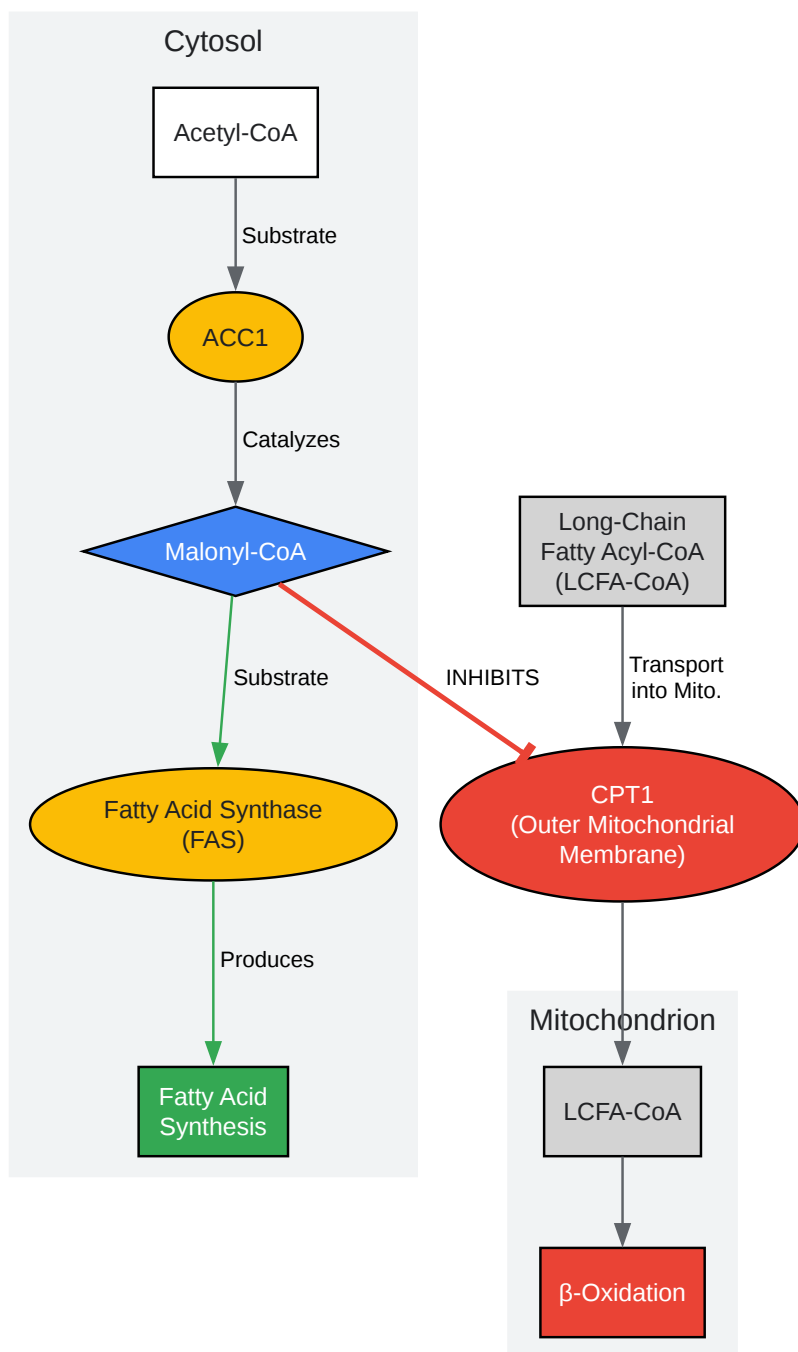 Cytosol
Acetyl-CoA
Substrate
ACC1
Catalyzes
Malonyl-CoA
Long-Chain
Fatty Acyl-CoA
(LCFA-CoA)
Substrate
INHIBITS
Transport
into Mito.
Fatty Acid Synthase
(FAS)
CPT1
(Outer Mitochondrial
Membrane)
Produces
Mitochondrion
Fatty Acid
Synthesis
LCFA-CoA
β-Oxidation